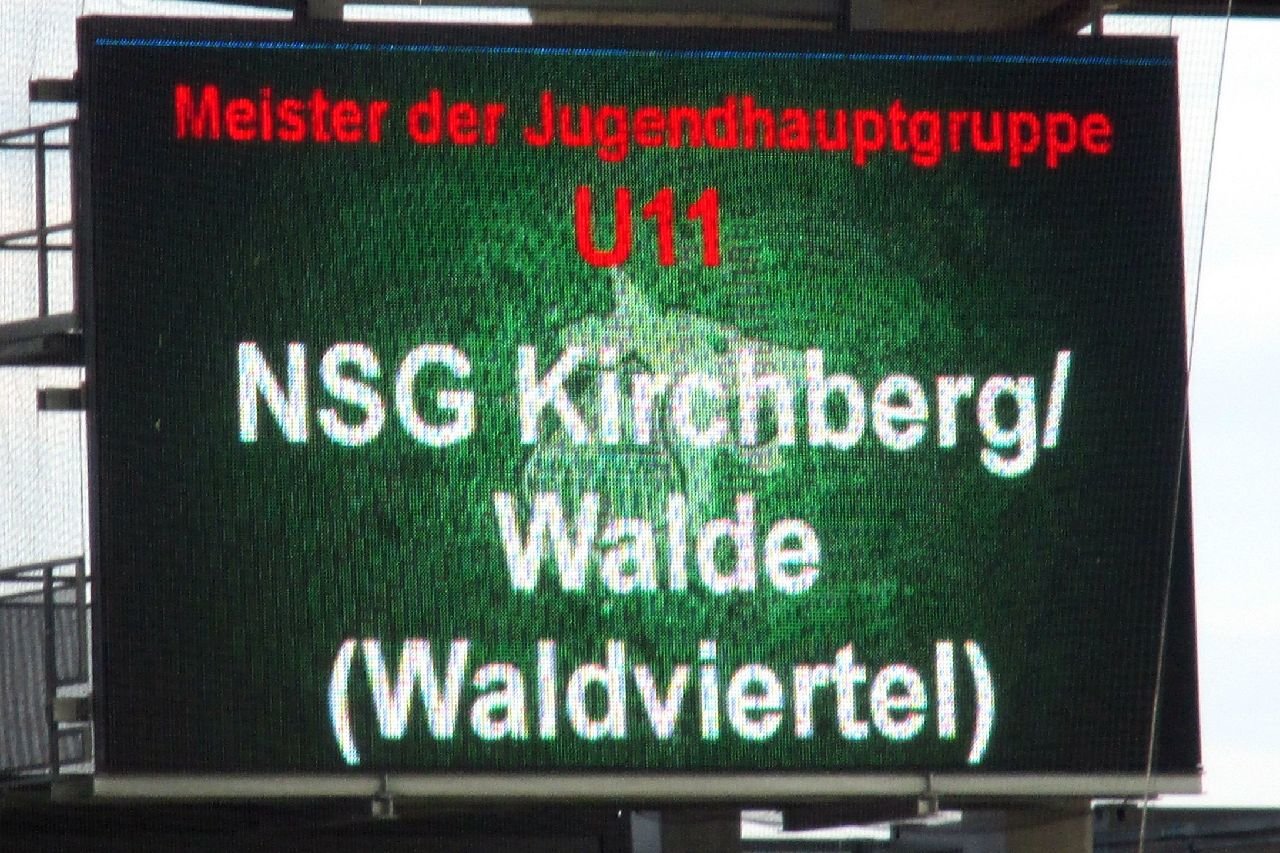 Meister der Jugendhauptgruppe
U11
NSG Kirchberg/
Walde
(Waldviertel)